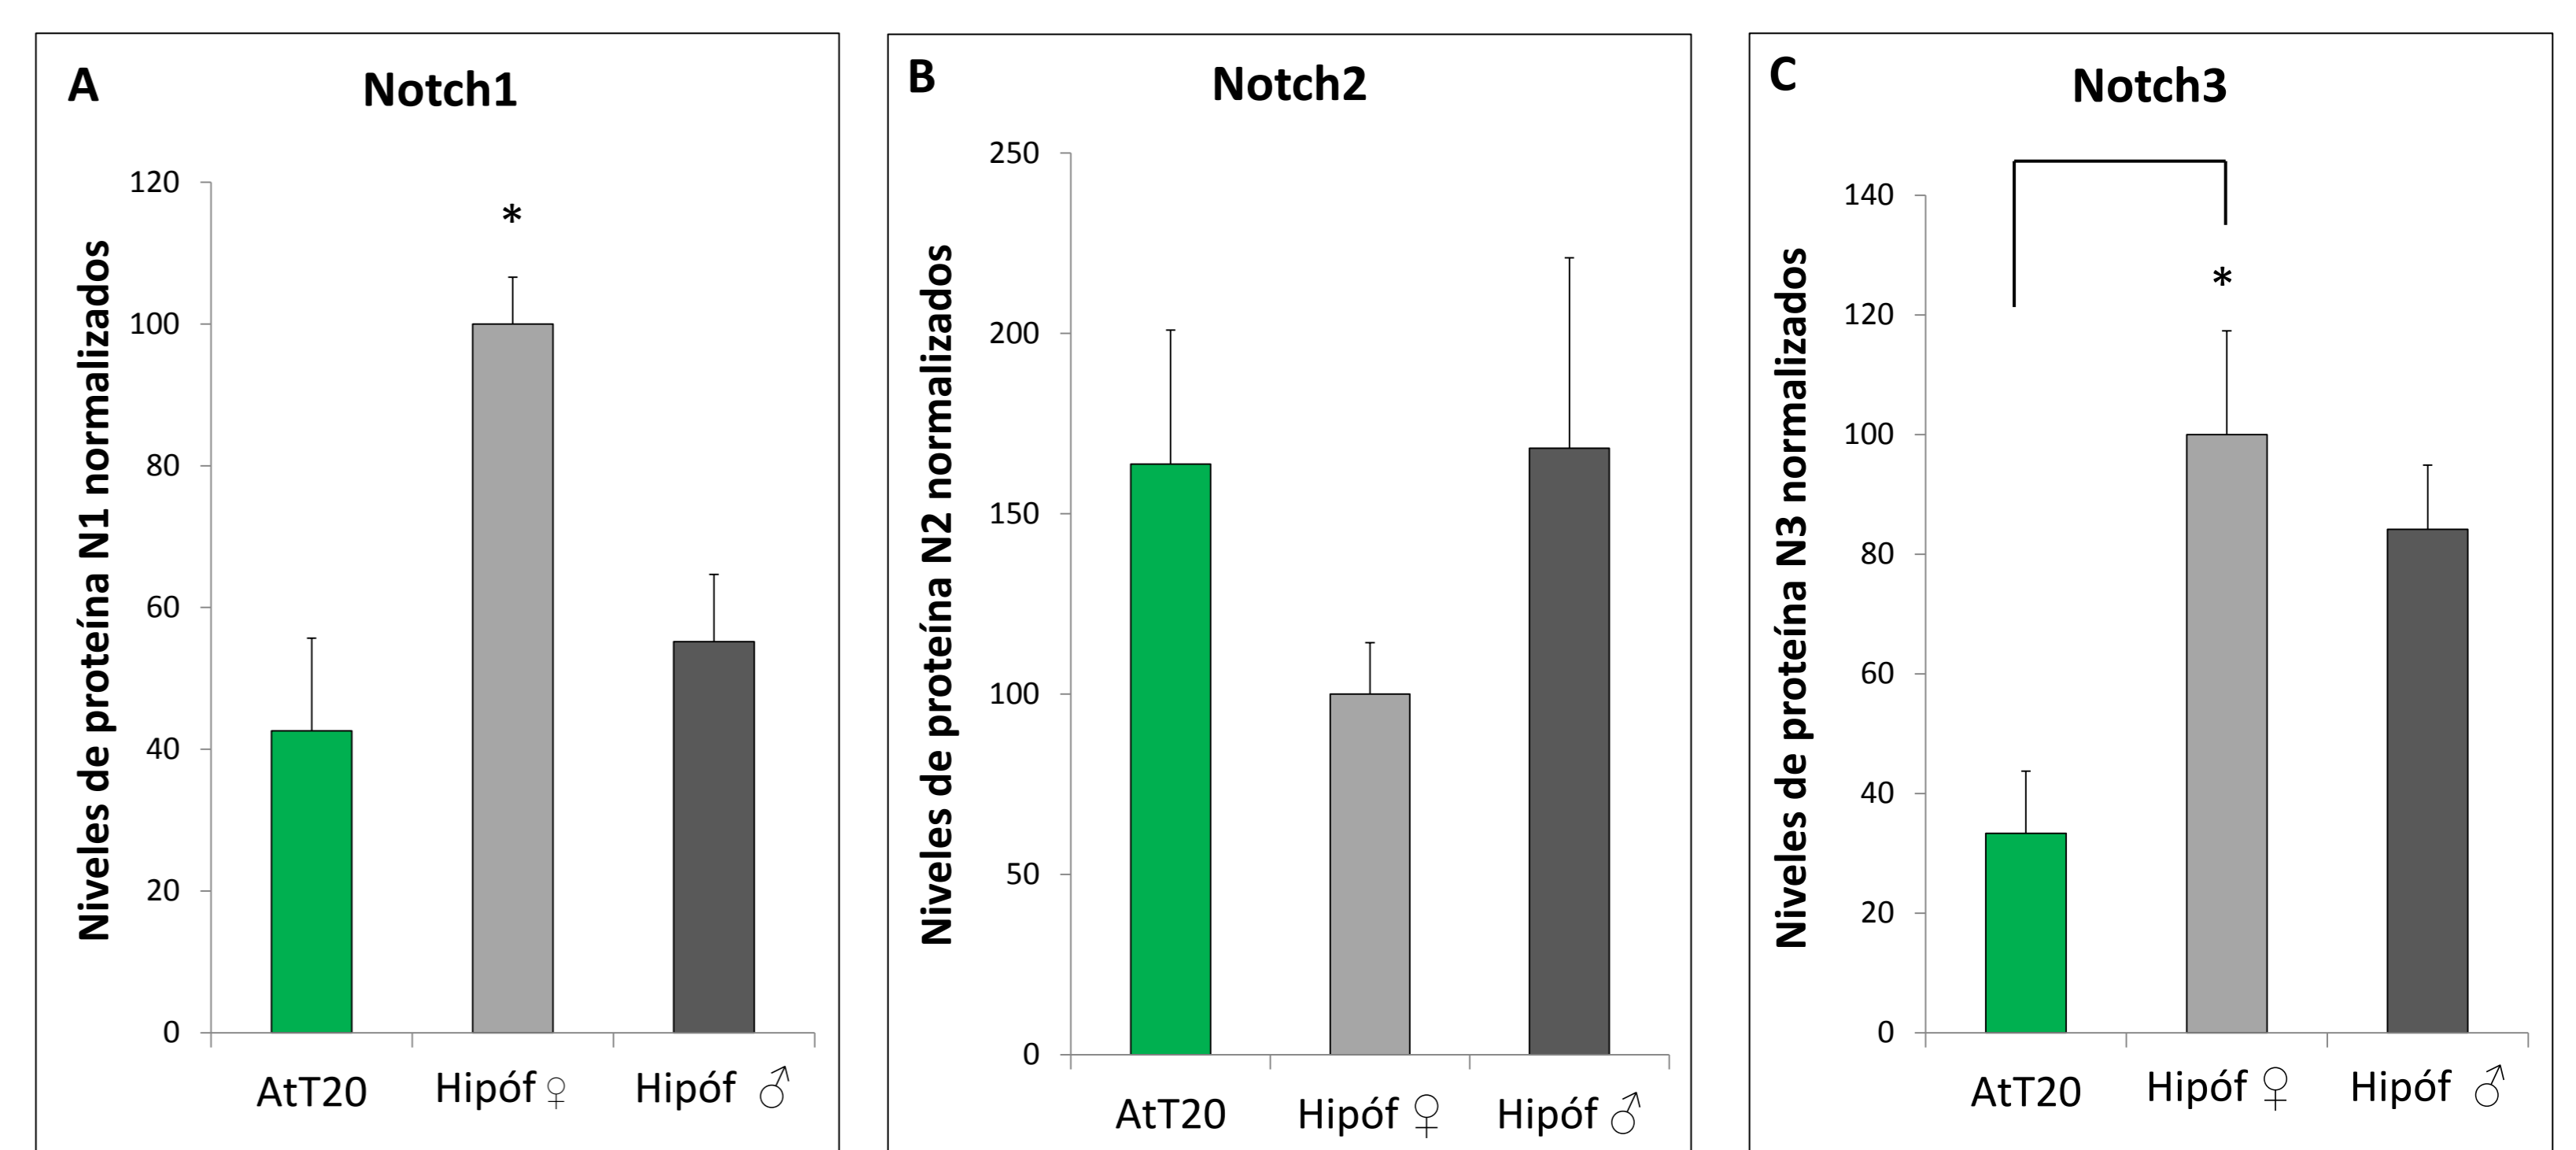 A
Notch1
Niveles de proteína N1 normalizados
120
100
80
60
40
20
0
*
AtT20
Hipóf ♀
Hipóf ♂
B
Notch2
Niveles de proteína N2 normalizados
250
200
150
100
50
0
AtT20
Hipóf ♀
Hipóf ♂
C
Notch3
Niveles de proteína N3 normalizados
140
120
100
80
60
40
20
0
*
AtT20
Hipóf ♀
Hipóf ♂